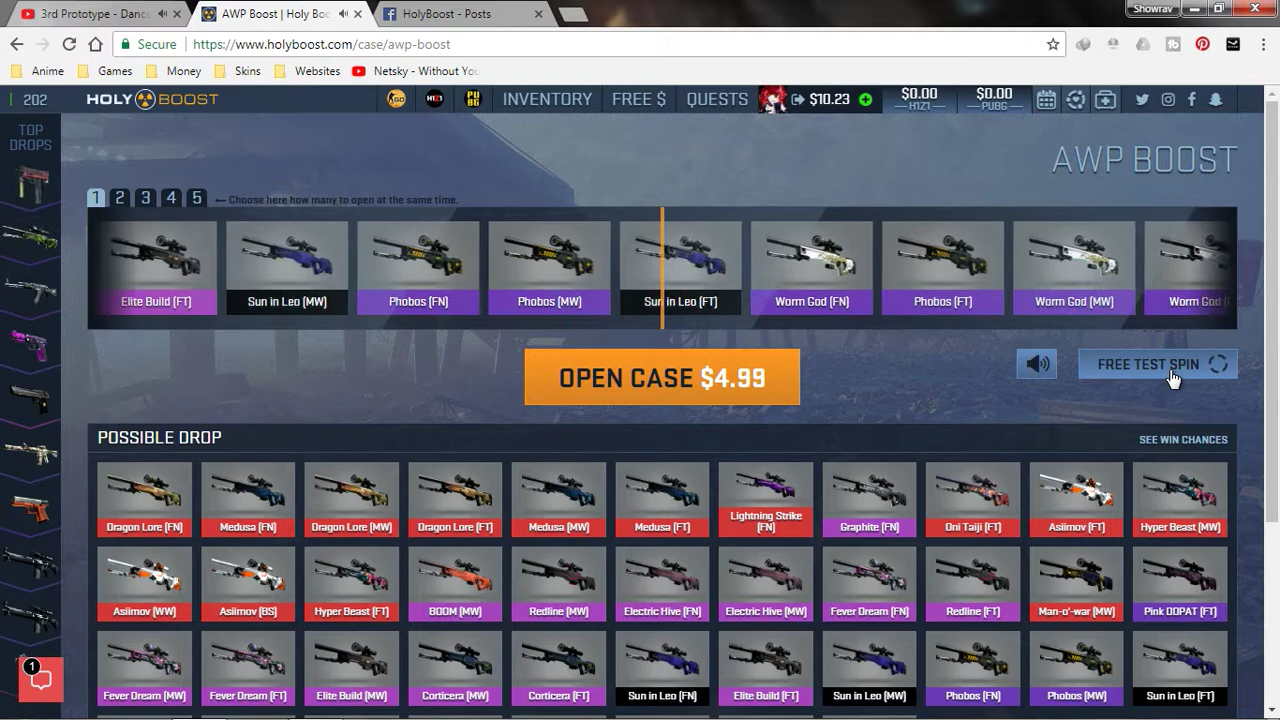 3rd Prototype - Danc
AWP Boost | Holy Boo
HolyBoost - Posts
Showrav
Secure
https://www.holyboost.com/case/awp-boost
Anime
Games
Money
Skins
Websites
Netsky - Without You
202
HOLY BOOST
GO
H1Z1
INVENTORY
FREE $
QUESTS
$10.23
$0.00
H1Z1
$0.00
PUBG
TOP
DROPS
AWP BOOST
1 2 3 4 5
← Choose here how many to open at the same time.
Elite Build (FT)
Sun in Leo (MW)
Phobos (FN)
Phobos (MW)
Sun in Leo (FT)
Worm God (FN)
Phobos (FT)
Worm God (MW)
Worm God
OPEN CASE $4.99
FREE TEST SPIN
POSSIBLE DROP
SEE WIN CHANCES
Dragon Lore (FN)
Medusa (FN)
Dragon Lore (MW)
Dragon Lore (FT)
Medusa (MW)
Medusa (FT)
Lightning Strike
(FN)
Graphite (FN)
Oni Taiji (FT)
Asiimov (FT)
Hyper Beast (MW)
Asiimov (WW)
Asiimov (BS)
Hyper Beast (FT)
BOOM (MW)
Redline (MW)
Electric Hive (FN)
Electric Hive (MW)
Fever Dream (FN)
Redline (FT)
Man-o'-war (MW)
Pink DDPAT (FT)
Fever Dream (MW)
Fever Dream (FT)
Elite Build (MW)
Corticera (MW)
Corticera (FT)
Sun in Leo (FN)
Elite Build (FT)
Sun in Leo (MW)
Phobos (FN)
Phobos (MW)
Sun in Leo (FT)
1